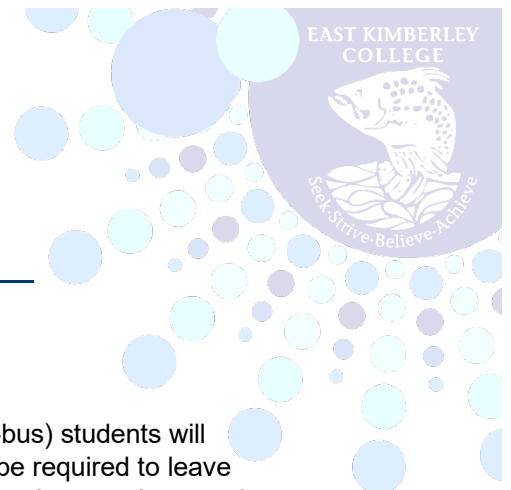 EAST KIMBERLEY
COLLEGE
Seek·Strive·Believe·Achieve
-bus) students will
be required to leave